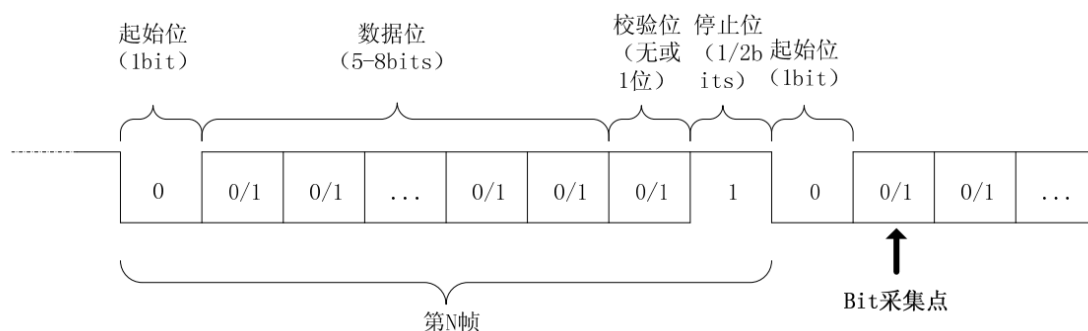 起始位
（1bit）
数据位
（5-8bits）
校验位
（无或
1位）
停止位
（1/2b
its）
起始位
（1bit）
0
0/1
0/1
...
0/1
0/1
0/1
1
0
0/1
0/1
...
Bit采集点
第N帧